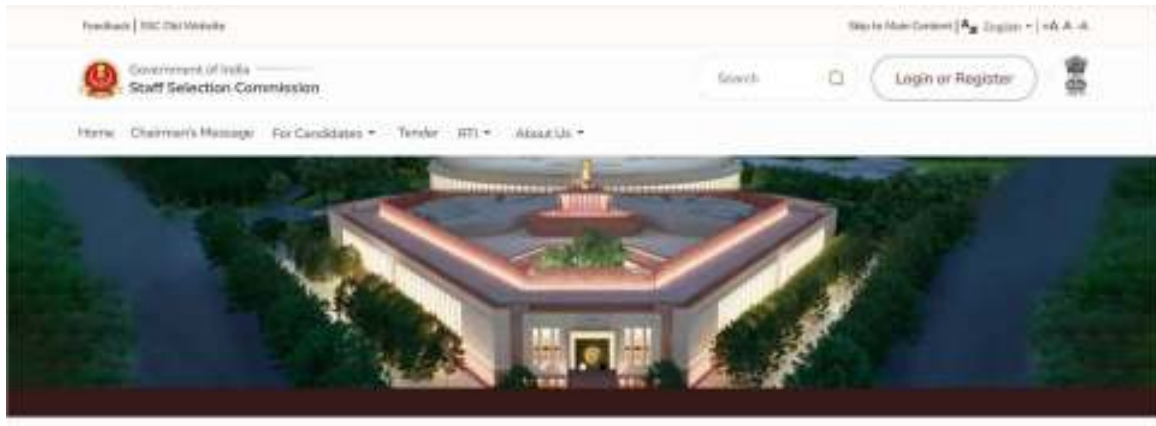 Feedback | SSC Old Website
Skip to Main Content | English | +A A -A
Government of India
Staff Selection Commission
Search
Login or Register
Home Chairman's Message For Candidates Tender RTI About Us